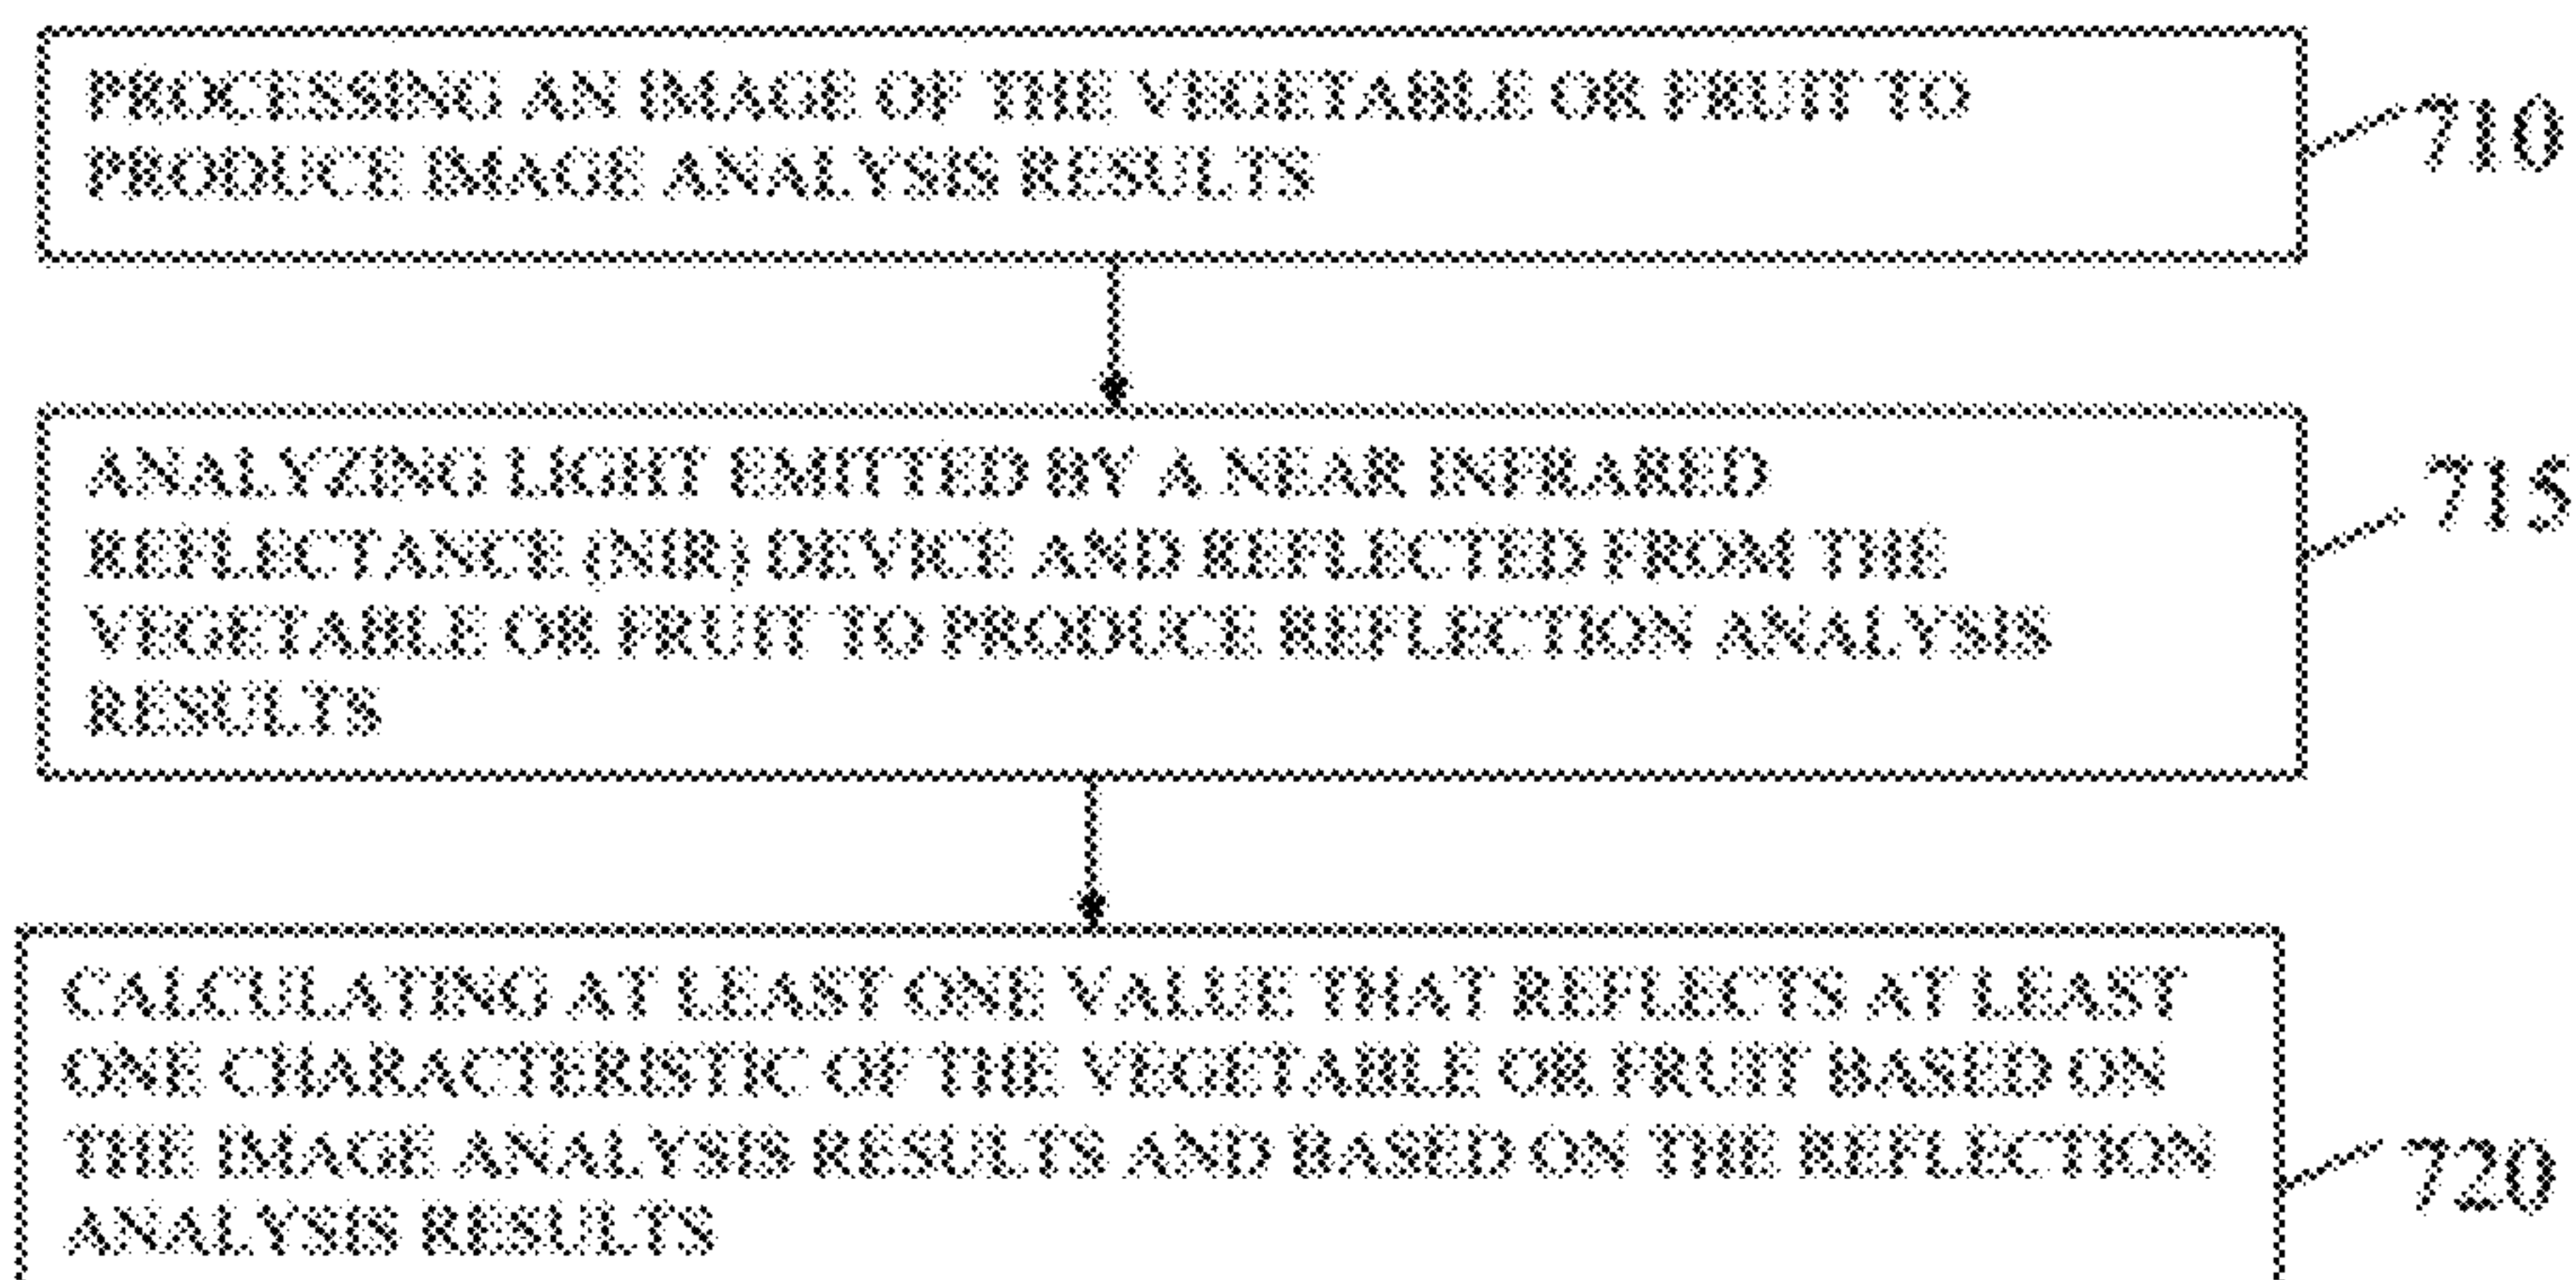 PROCESSING AN IMAGE OF THE VEGETABLE OR FRUIT TO
PRODUCE IMAGE ANALYSIS RESULTS
710
ANALYZING LIGHT EMITTED BY A NEAR INFRARED
REFLECTANCE (NIR) DEVICE AND REFLECTED FROM THE
VEGETABLE OR FRUIT TO PRODUCE REFLECTION ANALYSIS
RESULTS
715
CALCULATING AT LEAST ONE VALUE THAT REFLECTS AT LEAST
ONE CHARACTERISTIC OF THE VEGETABLE OR FRUIT BASED ON
THE IMAGE ANALYSIS RESULTS AND BASED ON THE REFLECTION
ANALYSIS RESULTS
720